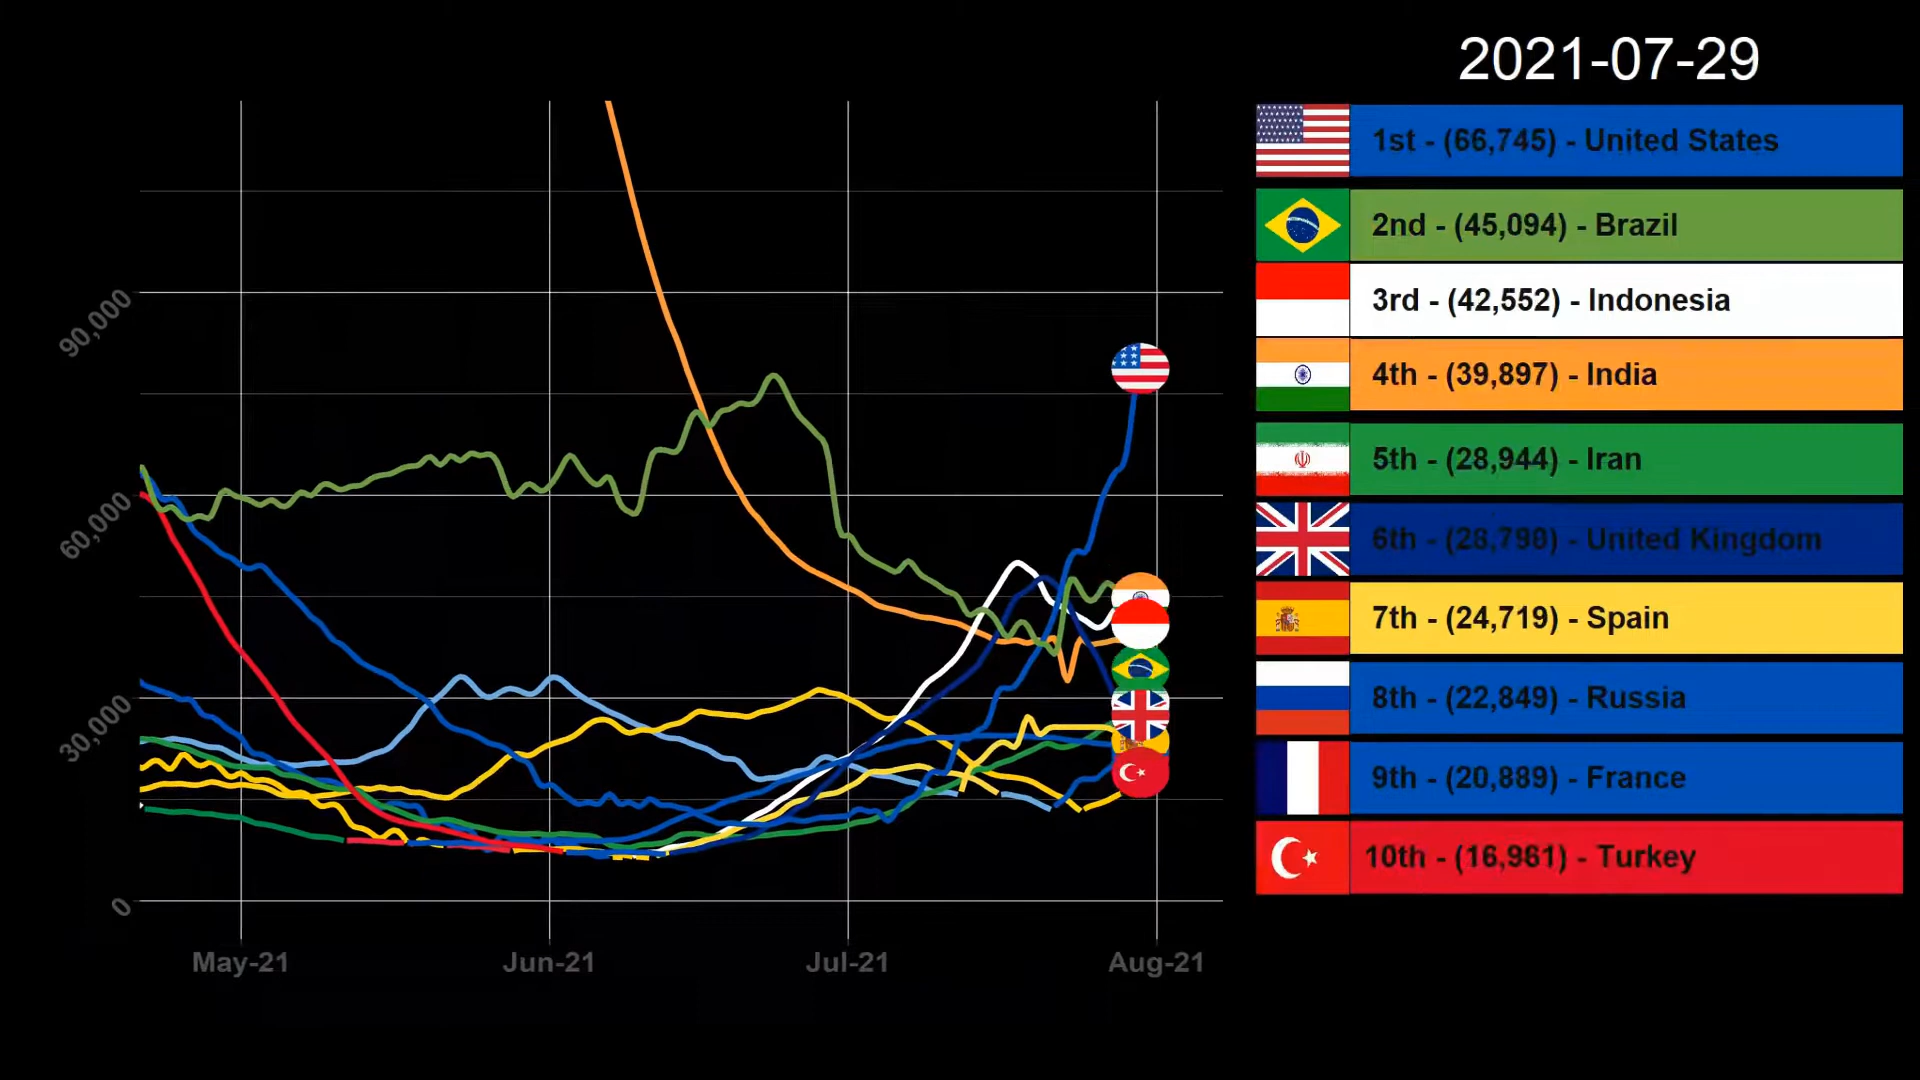 2021-07-29
1st - (66,745) - United States
2nd - (45,094) - Brazil
3rd - (42,552) - Indonesia
4th - (39,897) - India
5th - (28,944) - Iran
6th - (28,790) - United Kingdom
7th - (24,719) - Spain
8th - (22,849) - Russia
9th - (20,889) - France
10th - (16,981) - Turkey
90,000
60,000
30,000
0
May-21
Jun-21
Jul-21
Aug-21